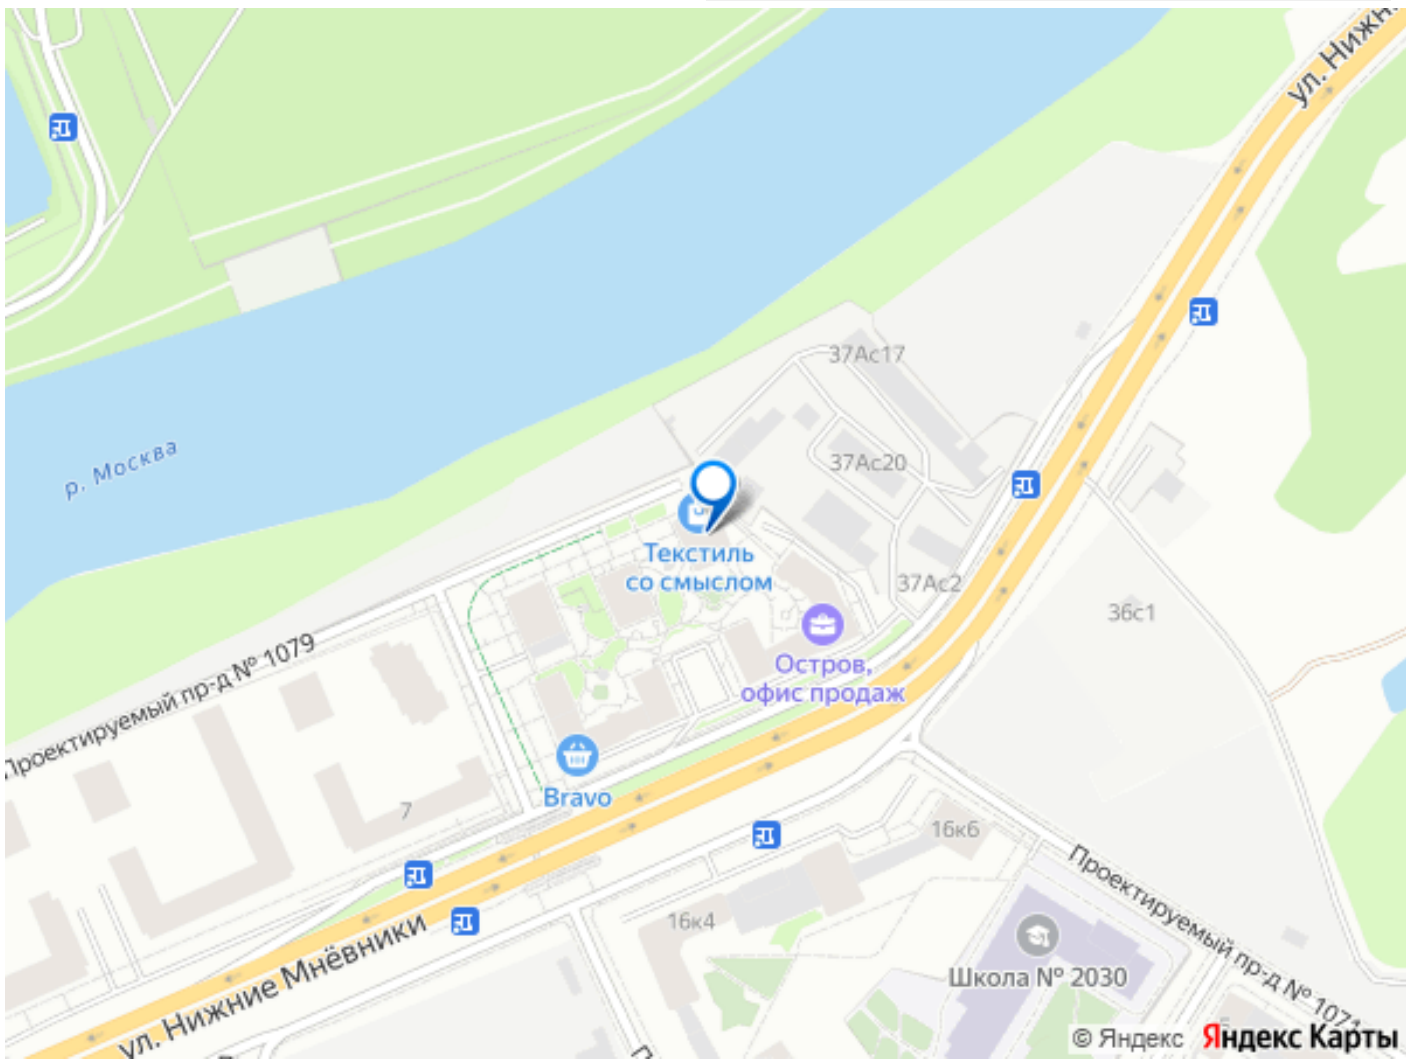 ул. Нижн
37Ас17
р. Москва
37Ас20
Текстиль
со смыслом
37Ас2
36с1
Остров,
офис продаж
Проектируемый пр-д № 1079
Bravo
7
16к6
Проектируемый пр-д № 1071
16к4
ул. Нижние Мнёвники
Школа № 2030
© Яндекс Яндекс Карты